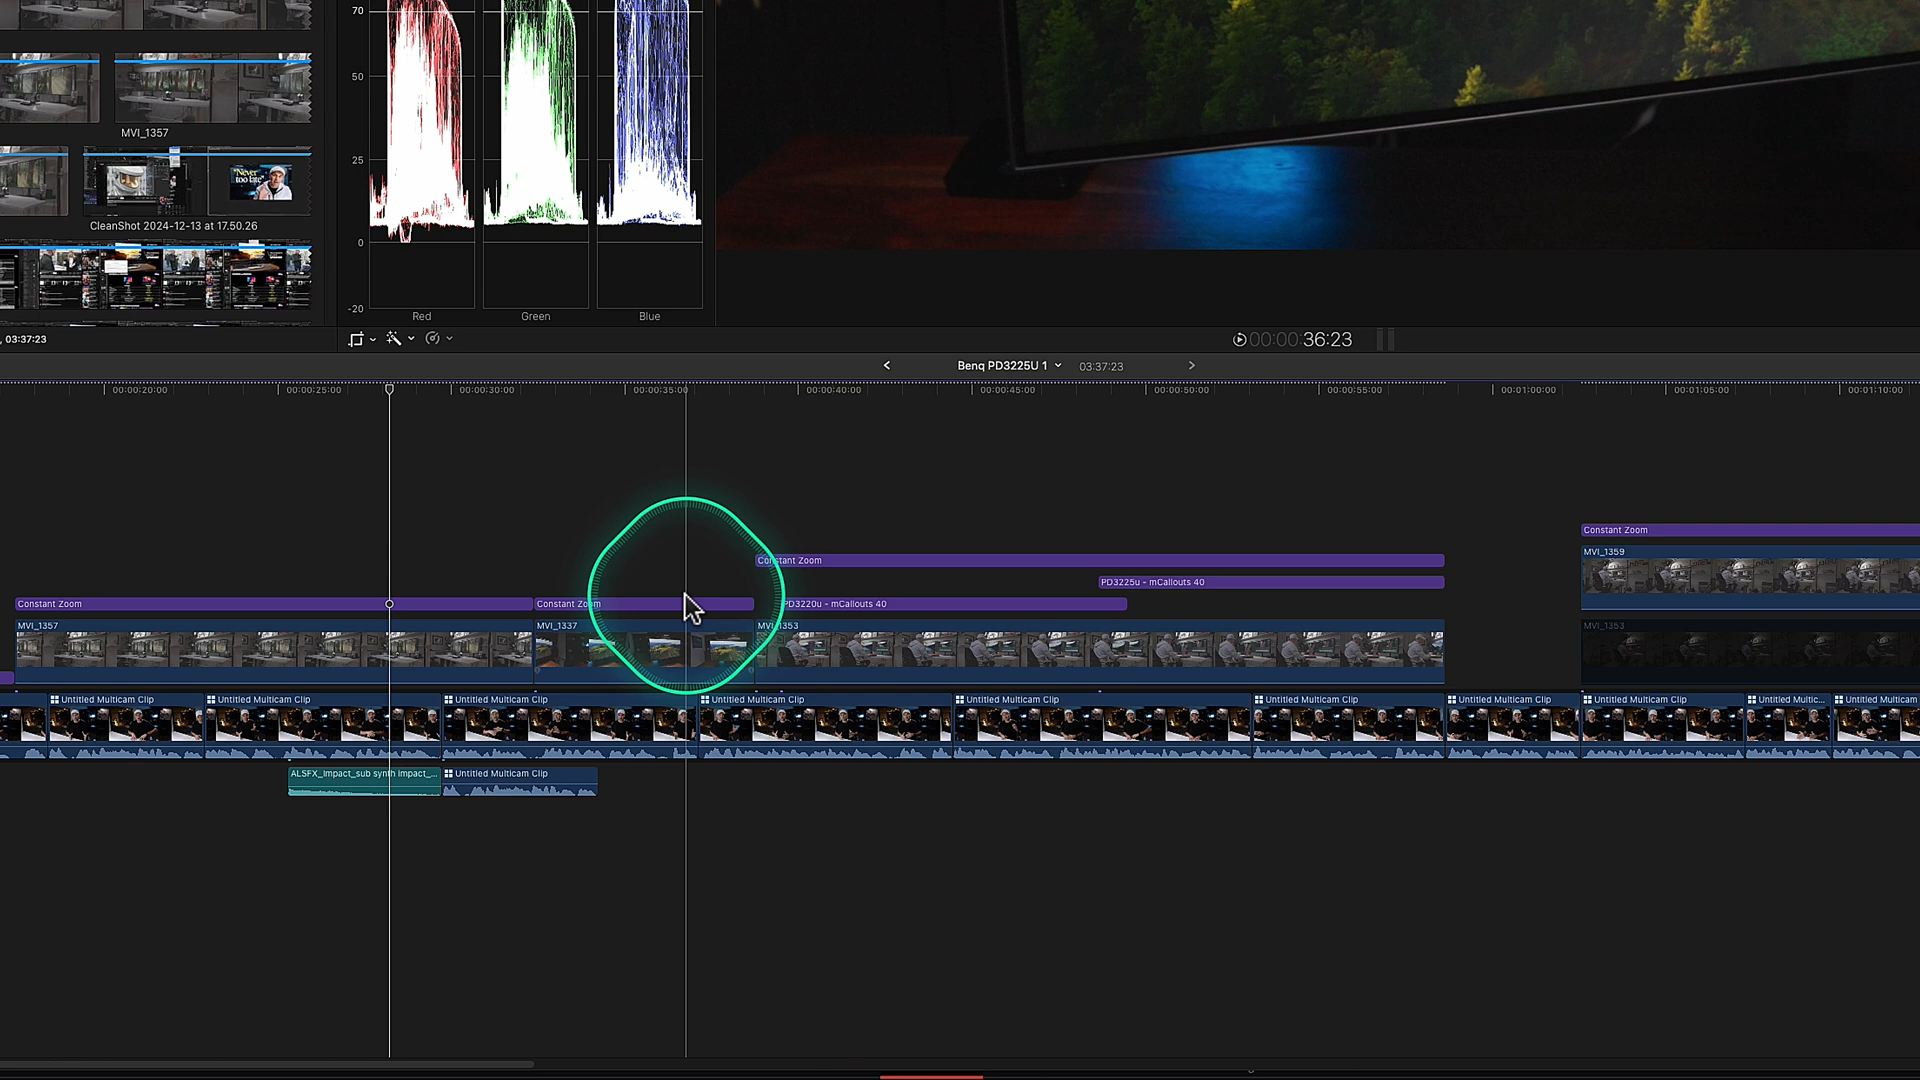 70
50
MVI_1357
25
"Never
too late"
CleanShot 2024-12-13 at 17.50.26
0
-20
Red Green Blue
, 03:37:23
00:00:36:23
Benq PD3225U 1
03:37:23
00:00:20:00 00:00:25:00 00:00:30:00 00:00:35:00 00:00:40:00 00:00:45:00 00:00:50:00 00:00:55:00 00:01:00:00 00:01:05:00 00:01:10:00
Constant Zoom
MVI_1359
Constant Zoom
PD3225u - mCallouts 40
Constant Zoom Constant Zoom PD3220u - mCallouts 40
MVI_1357 MVI_1337 MVI_1353 MVI_1353
Untitled Multicam Clip Untitled Multicam Clip Untitled Multicam Clip Untitled Multicam Clip Untitled Multicam Clip Untitled Multicam Clip Untitled Multicam Clip Untitled Multicam Clip Untitled Multic... Untitled Multicam
ALSFX_Impact_sub synth impact_... Untitled Multicam Clip